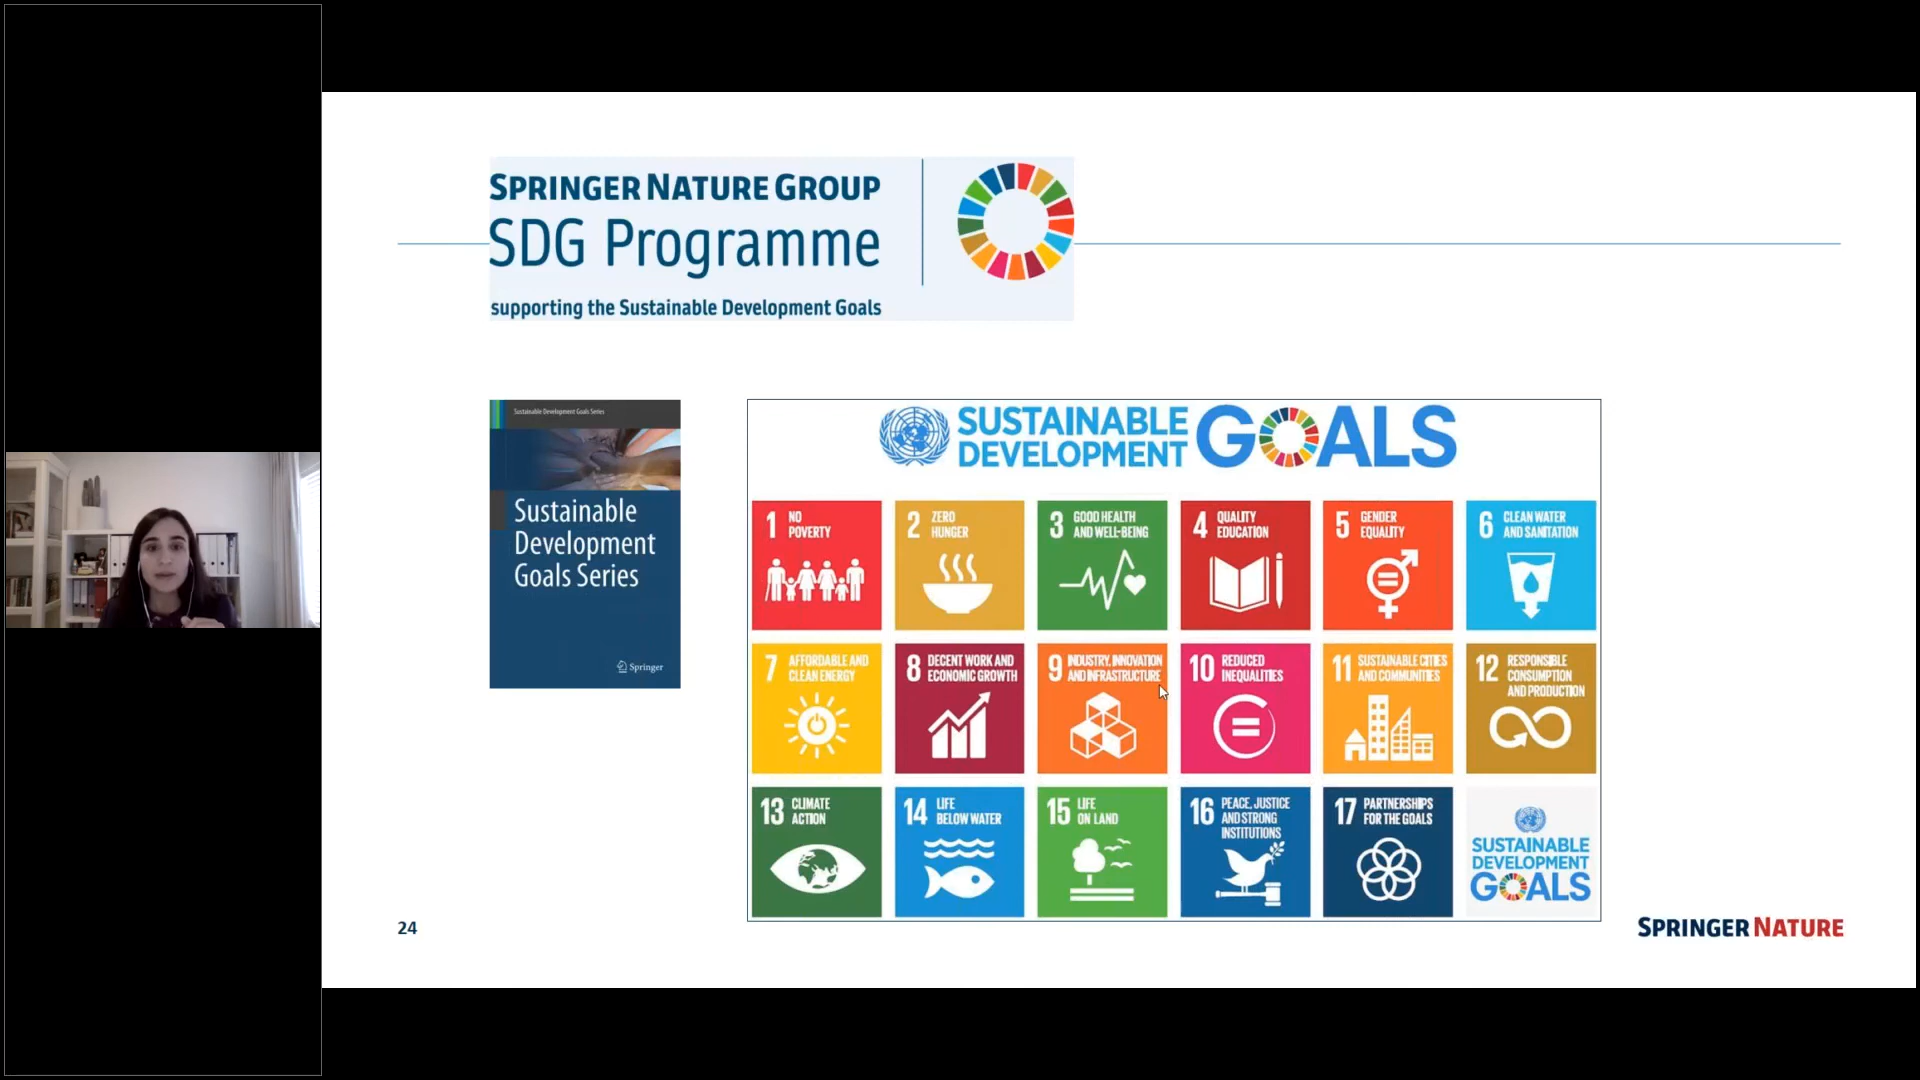 SPRINGER NATURE GROUP
SDG Programme
supporting the Sustainable Development Goals
Sustainable Development Goals Series
Sustainable
Development
Goals Series
Springer
SUSTAINABLE
DEVELOPMENT
GOALS
1 NO
POVERTY
2 ZERO
HUNGER
3 GOOD HEALTH
AND WELL-BEING
4 QUALITY
EDUCATION
5 GENDER
EQUALITY
6 CLEAN WATER
AND SANITATION
7 AFFORDABLE AND
CLEAN ENERGY
8 DECENT WORK AND
ECONOMIC GROWTH
9 INDUSTRY, INNOVATION
AND INFRASTRUCTURE
10 REDUCED
INEQUALITIES
11 SUSTAINABLE CITIES
AND COMMUNITIES
12 RESPONSIBLE
CONSUMPTION
AND PRODUCTION
13 CLIMATE
ACTION
14 LIFE
BELOW WATER
15 LIFE
ON LAND
16 PEACE, JUSTICE
AND STRONG
INSTITUTIONS
17 PARTNERSHIPS
FOR THE GOALS
SUSTAINABLE
DEVELOPMENT
GOALS
24
SPRINGER NATURE